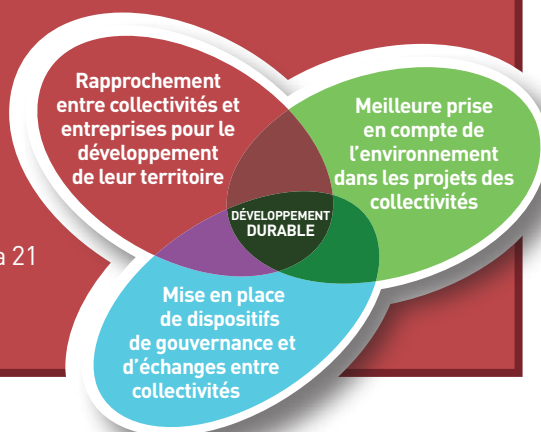 Rapprochement
entre collectivités et
entreprises pour le
développement
de leur territoire
Meilleure prise
en compte de
l'environnement
dans les projets des
collectivités
DÉVELOPPEMENT
DURABLE
21
Mise en place
de dispositifs
de gouvernance et
d'échanges entre
collectivités